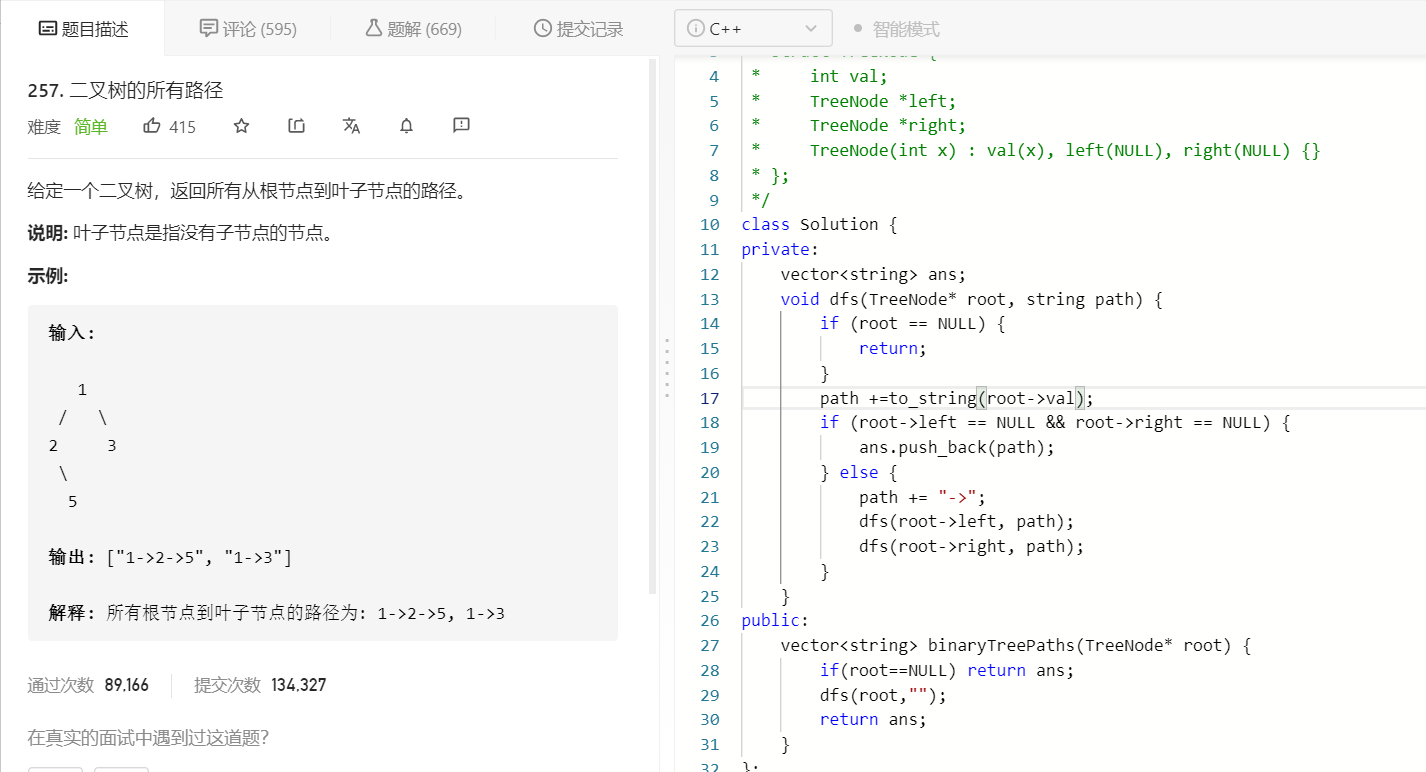 题目描述
评论 (595)
题解 (669)
提交记录
C++
智能模式
257. 二叉树的所有路径
难度 简单 415
给定一个二叉树，返回所有从根节点到叶子节点的路径。
说明: 叶子节点是指没有子节点的节点。
示例:
输入:
1
/ \
2 3
\
5
输出: ["1->2->5", "1->3"]
解释: 所有根节点到叶子节点的路径为: 1->2->5, 1->3
通过次数 89,166 提交次数 134,327
在真实的面试中遇到过这道题?
4 * int val;
5 * TreeNode *left;
6 * TreeNode *right;
7 * TreeNode(int x) : val(x), left(NULL), right(NULL) {}
8 * };
9 */
10 class Solution {
11 private:
12 vector<string> ans;
13 void dfs(TreeNode* root, string path) {
14 if (root == NULL) {
15 return;
16 }
17 path +=to_string(root->val);
18 if (root->left == NULL && root->right == NULL) {
19 ans.push_back(path);
20 } else {
21 path += "->";
22 dfs(root->left, path);
23 dfs(root->right, path);
24 }
25 }
26 public:
27 vector<string> binaryTreePaths(TreeNode* root) {
28 if(root==NULL) return ans;
29 dfs(root,"");
30 return ans;
31 }
32 };